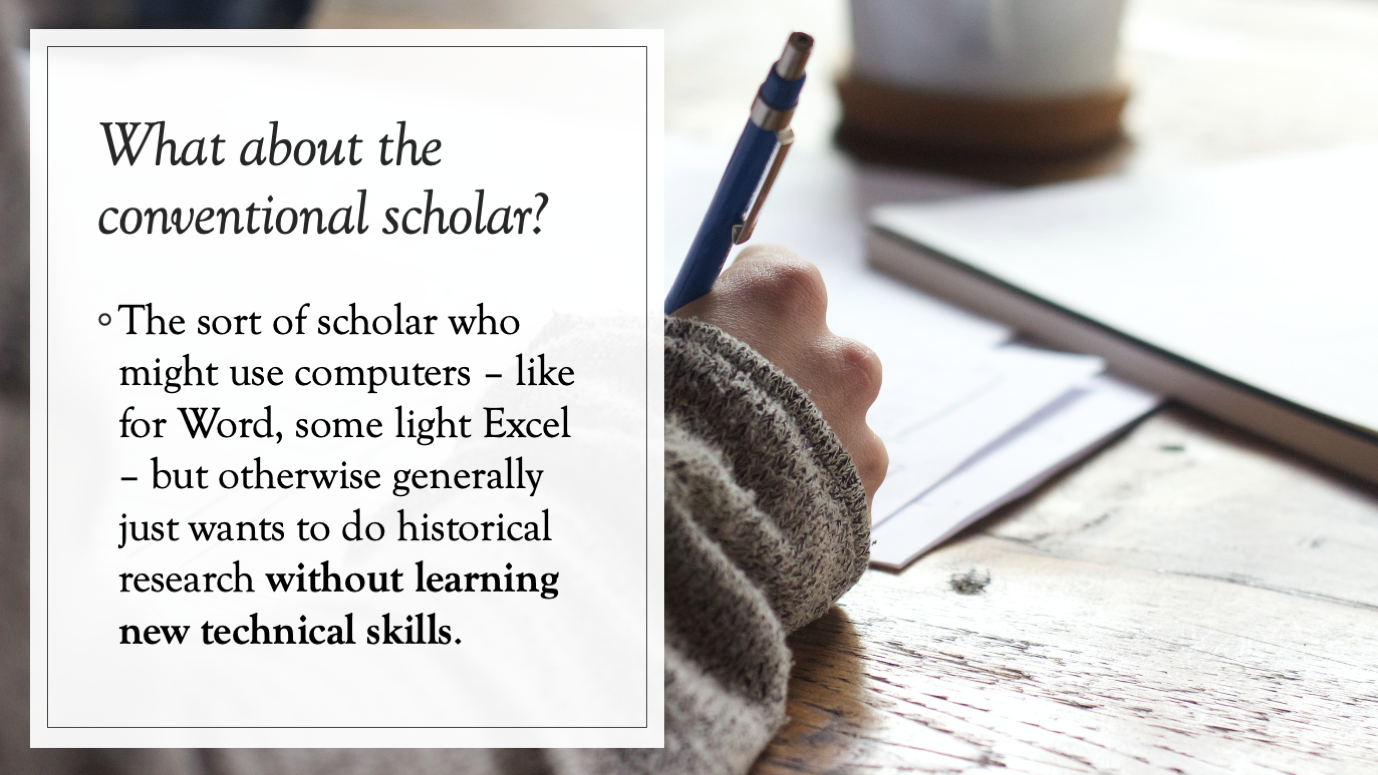 What about the
conventional scholar?
The sort of scholar who
might use computers – like
for Word, some light Excel
– but otherwise generally
just wants to do historical
research without learning
new technical skills.